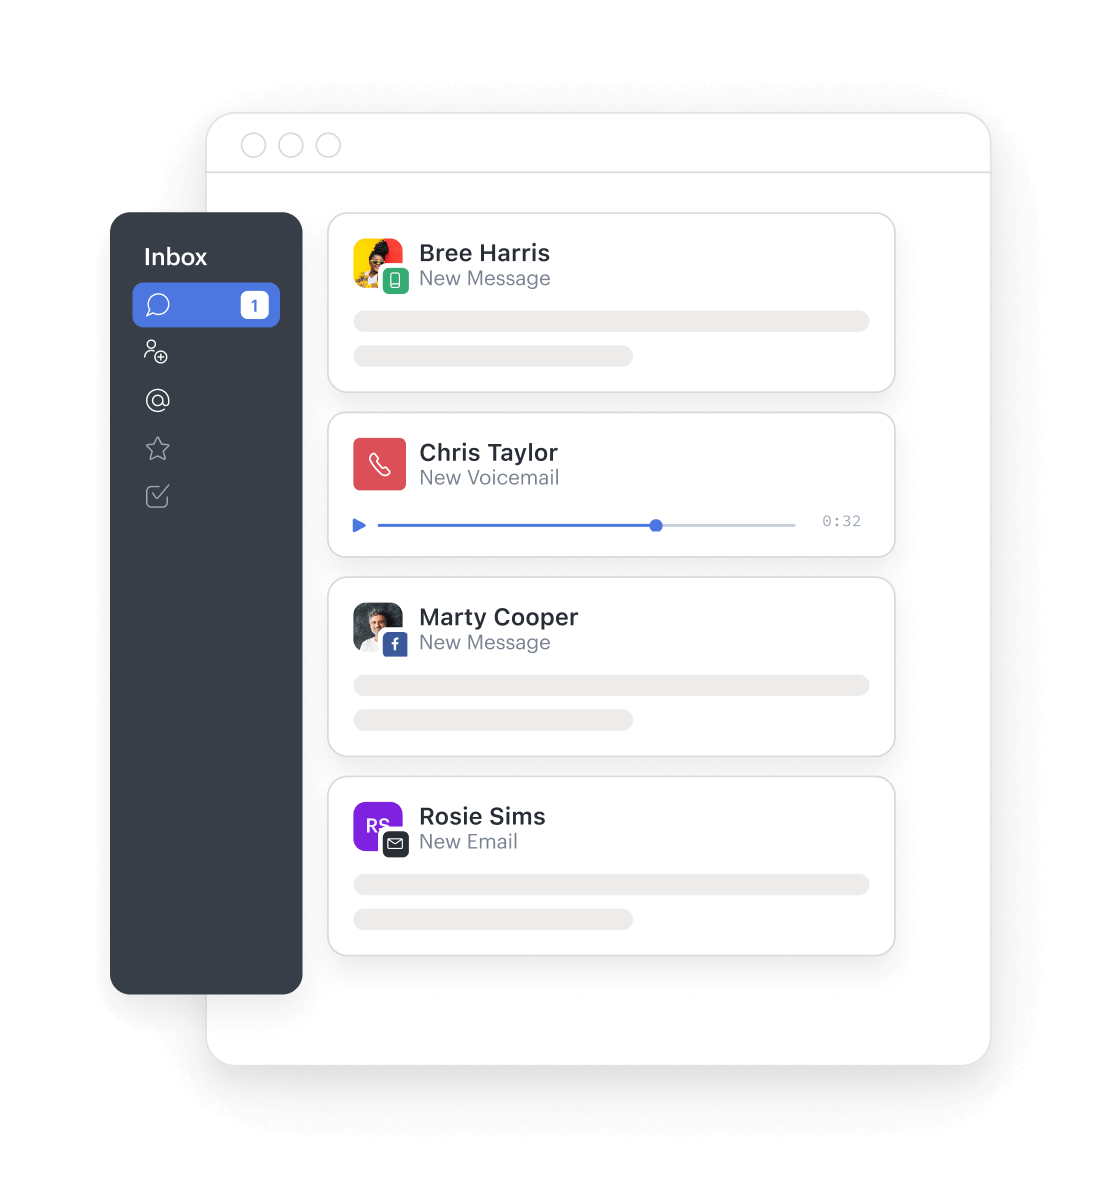 Inbox
1
Bree Harris
New Message
Chris Taylor
New Voicemail
0:32
Marty Cooper
f
New Message
RS
Rosie Sims
New Email